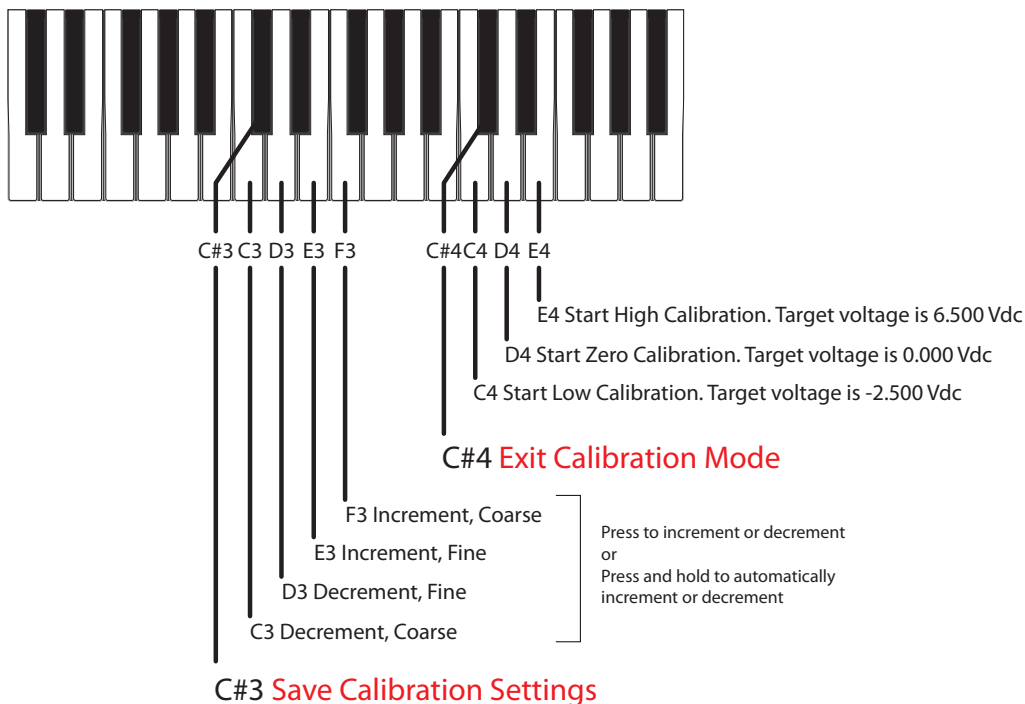 C#3 C3 D3 E3 F3 C#4 C4 D4 E4
E4 Start High Calibration. Target voltage is 6.500 Vdc
D4 Start Zero Calibration. Target voltage is 0.000 Vdc
C4 Start Low Calibration. Target voltage is -2.500 Vdc
C#4 Exit Calibration Mode
F3 Increment, Coarse
E3 Increment, Fine
D3 Decrement, Fine
C3 Decrement, Coarse
Press to increment or decrement
or
Press and hold to automatically
increment or decrement
C#3 Save Calibration Settings